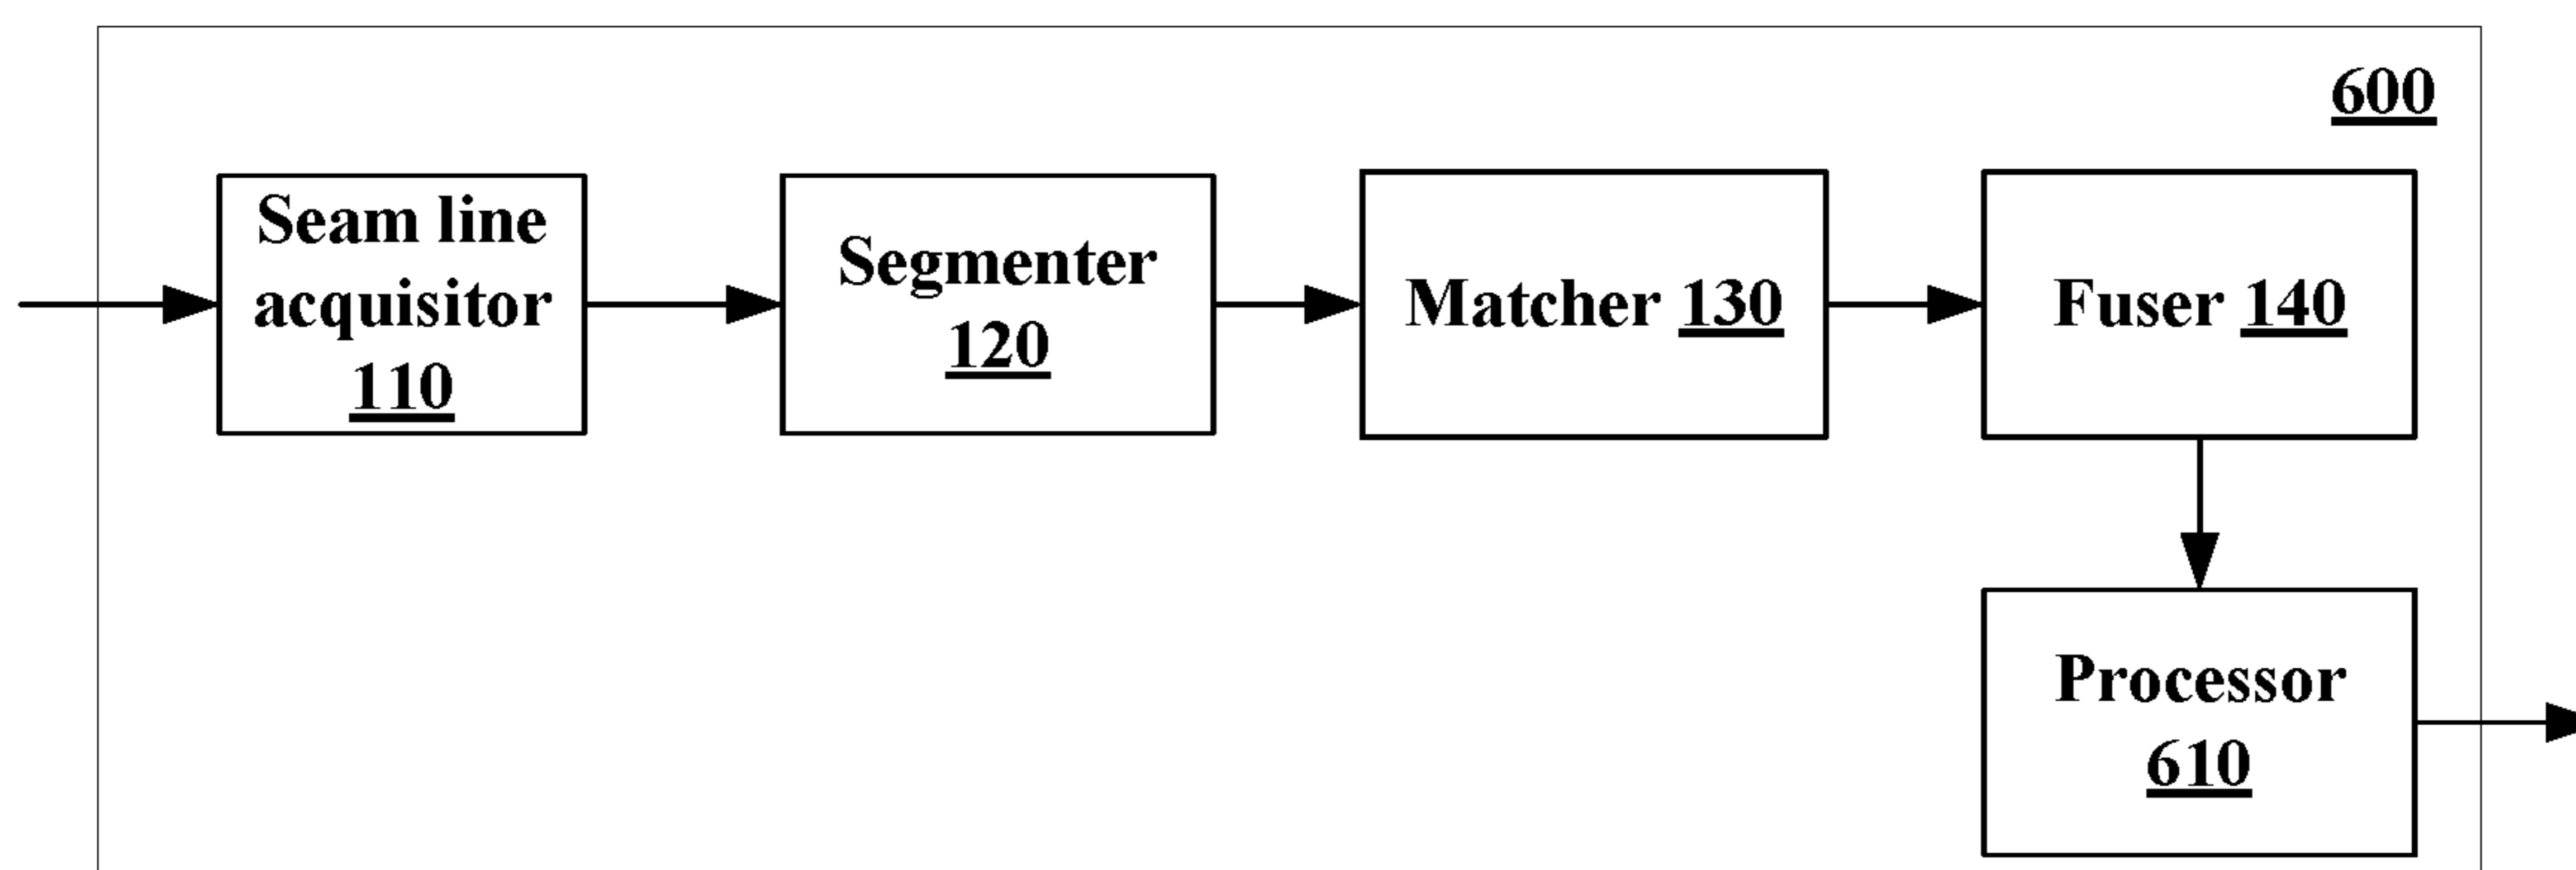 600
Seam line
acquisitor
110
Segmenter
120
Matcher 130
Fuser 140
Processor
610